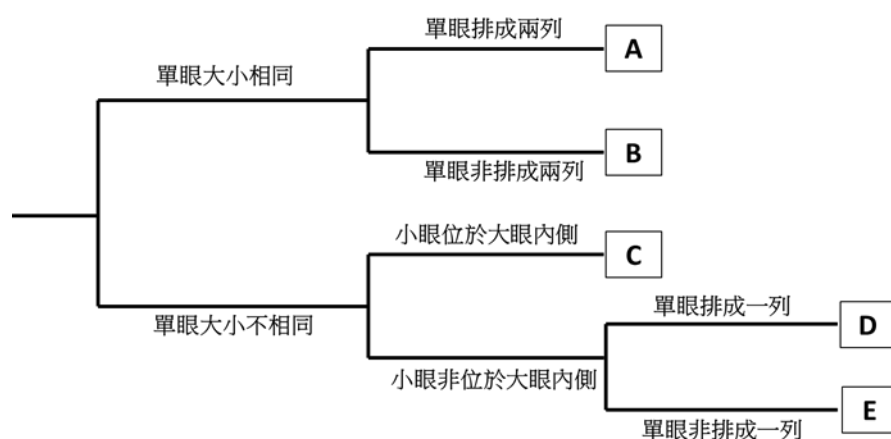 單眼排成兩列
A
單眼大小相同
B
單眼非排成兩列
小眼位於大眼內側
C
單眼排成一列
單眼大小不相同
D
小眼非位於大眼內側
E
單眼非排成一列